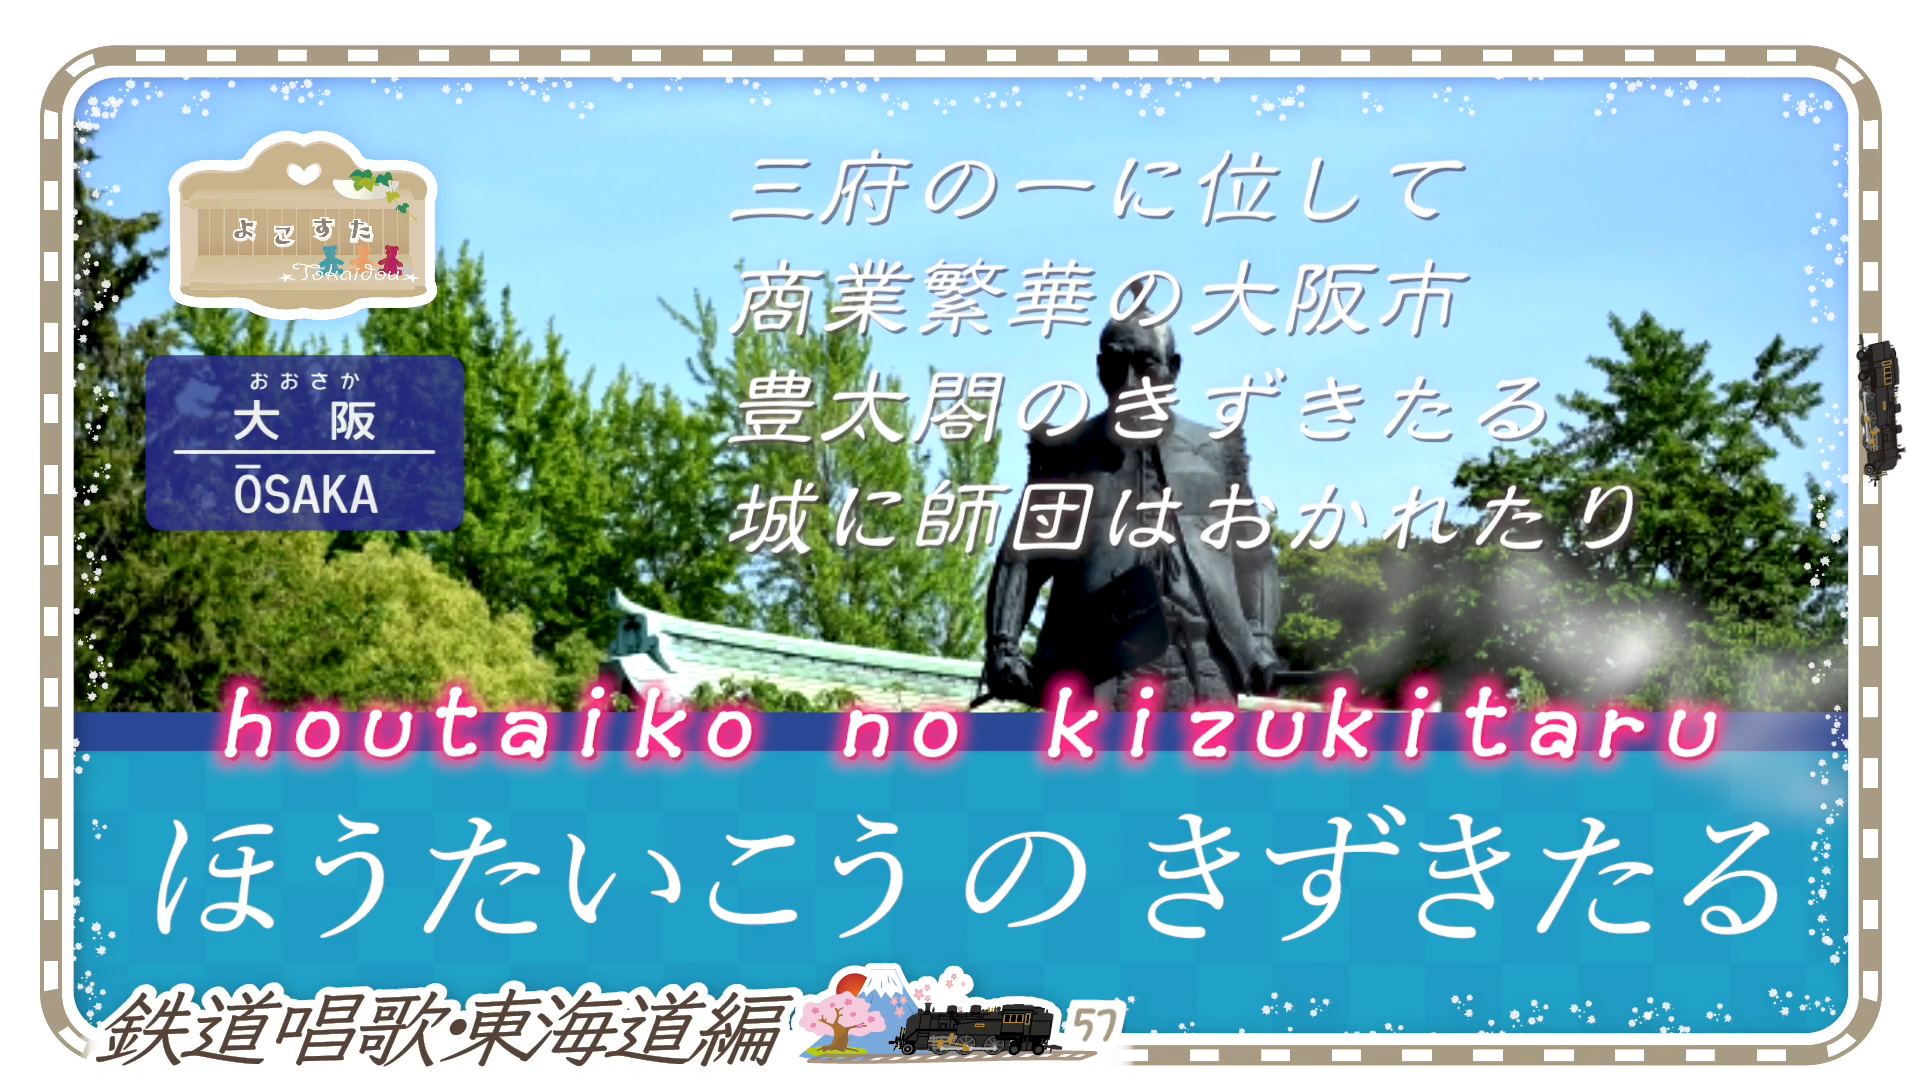 よこすた
Tokaidou
おおさか
大 阪
ŌSAKA
三府の一に位して
商業繁華の大阪市
豊太閤のきずきたる
城に師団はおかれたり
houtaiko no kizukitaru
ほうたいこうの きずきたる
鉄道唱歌・東海道編
57